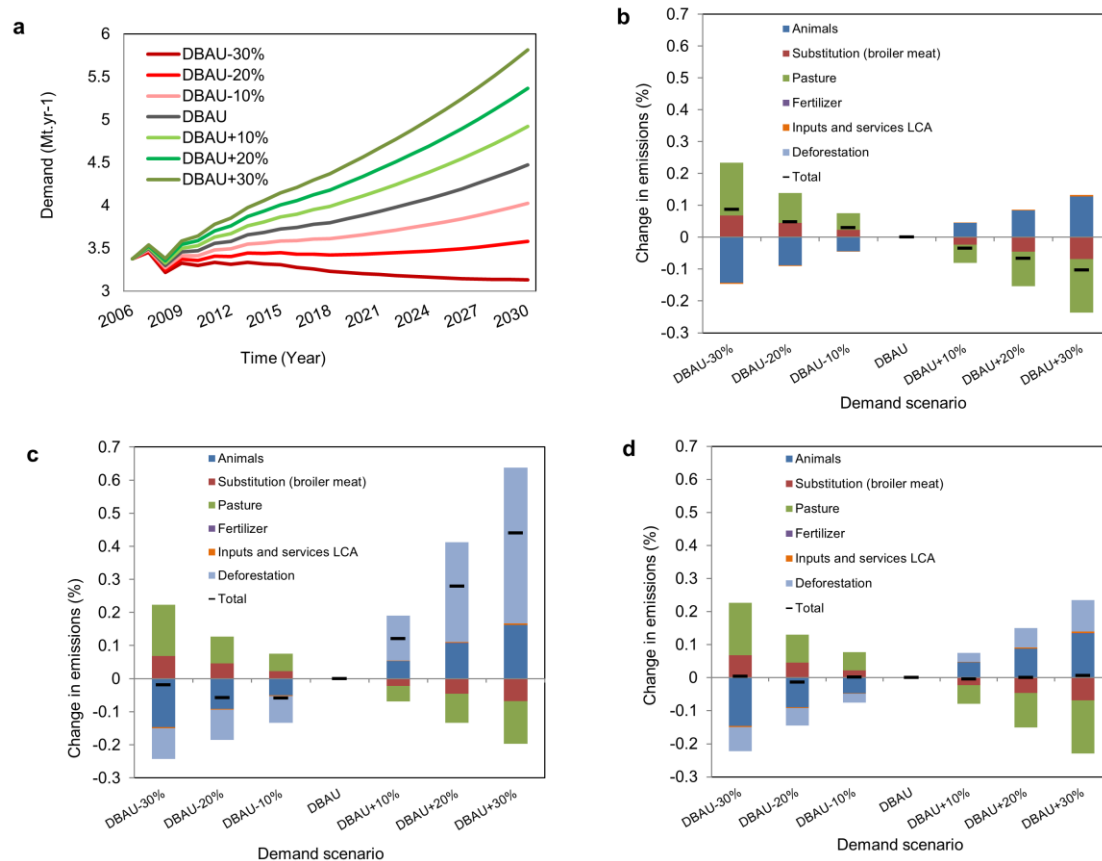 a
Demand (Mt.yr-1)
6
5.5
5
4.5
4
3.5
3
DBAU-30%
DBAU-20%
DBAU-10%
DBAU
DBAU+10%
DBAU+20%
DBAU+30%
2006
2009
2012
2015
2018
2021
2024
2027
2030
Time (Year)
b
Change in emissions (%)
0.7
0.6
0.5
0.4
0.3
0.2
0.1
0
-0.1
-0.2
-0.3
Animals
Substitution (broiler meat)
Pasture
Fertilizer
Inputs and services LCA
Deforestation
Total
DBAU-30%
DBAU-20%
DBAU-10%
DBAU
DBAU+10%
DBAU+20%
DBAU+30%
Demand scenario
c
Change in emissions (%)
0.7
0.6
0.5
0.4
0.3
0.2
0.1
0
-0.1
-0.2
-0.3
Animals
Substitution (broiler meat)
Pasture
Fertilizer
Inputs and services LCA
Deforestation
Total
DBAU-30%
DBAU-20%
DBAU-10%
DBAU
DBAU+10%
DBAU+20%
DBAU+30%
Demand scenario
d
Change in emissions (%)
0.7
0.6
0.5
0.4
0.3
0.2
0.1
0
-0.1
-0.2
-0.3
Animals
Substitution (broiler meat)
Pasture
Fertilizer
Inputs and services LCA
Deforestation
Total
DBAU-30%
DBAU-20%
DBAU-10%
DBAU
DBAU+10%
DBAU+20%
DBAU+30%
Demand scenario